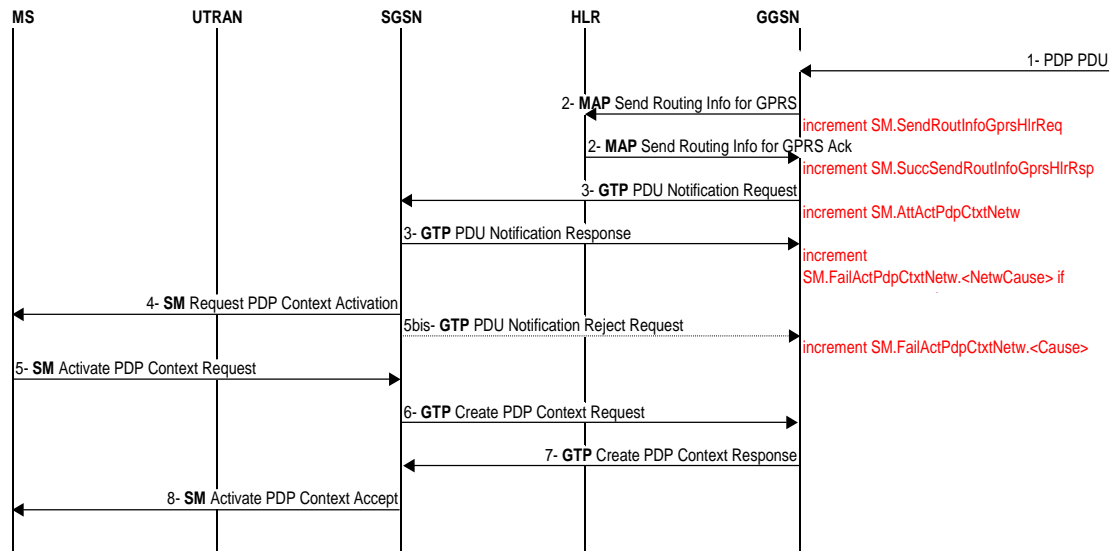 MS UTRAN SGSN HLR GGSN
1- PDP PDU
2- MAP Send Routing Info for GPRS
increment SM.SendRoutInfoGprsHlrReq
2- MAP Send Routing Info for GPRS Ack
increment SM.SuccSendRoutInfoGprsHlrRsp
3- GTP PDU Notification Request
increment SM.AttActPdpCtxtNetw
3- GTP PDU Notification Response
increment
SM.FailActPdpCtxtNetw.<NetwCause> if
4- SM Request PDP Context Activation
5bis- GTP PDU Notification Reject Request
increment SM.FailActPdpCtxtNetw.<Cause>
5- SM Activate PDP Context Request
6- GTP Create PDP Context Request
7- GTP Create PDP Context Response
8- SM Activate PDP Context Accept